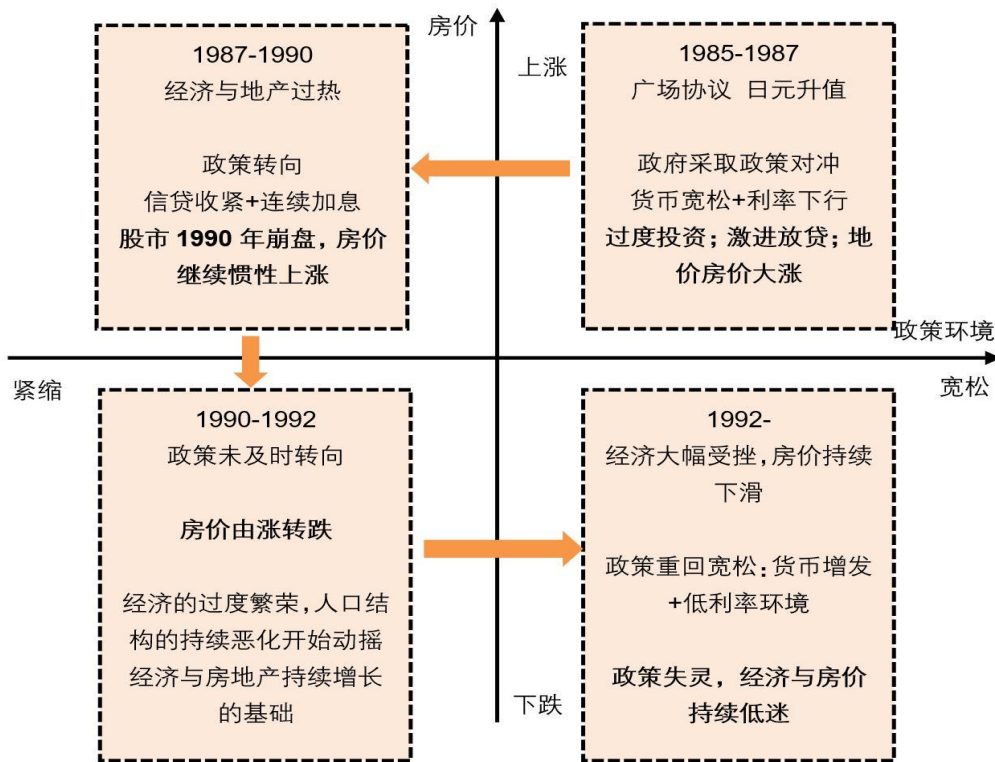 房价
上涨
1987-1990
经济与地产过热
政策转向
信贷收紧+连续加息
股市 1990 年崩盘，房价
继续惯性上涨
1985-1987
广场协议 日元升值
政府采取政策对冲
货币宽松+利率下行
过度投资；激进放贷；地
价房价大涨
政策环境
紧缩
宽松
1990-1992
政策未及时转向
房价由涨转跌
经济的过度繁荣，人口结
构的持续恶化开始动摇
经济与房地产持续增长
的基础
1992-
经济大幅受挫，房价持续
下滑
政策重回宽松：货币增发
+低利率环境
政策失灵，经济与房价
持续低迷
下跌